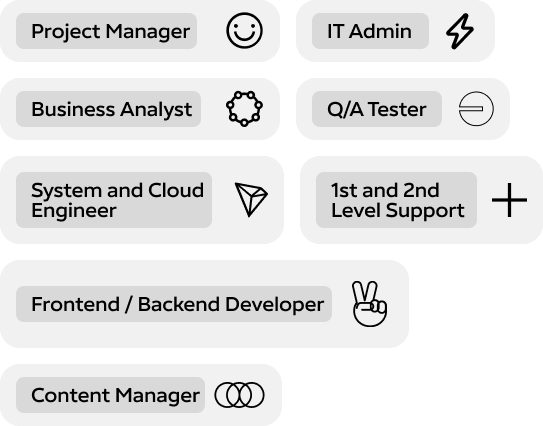 Project Manager
IT Admin
Business Analyst
Q/A Tester
System and Cloud
Engineer
1st and 2nd
Level Support
Frontend / Backend Developer
Content Manager